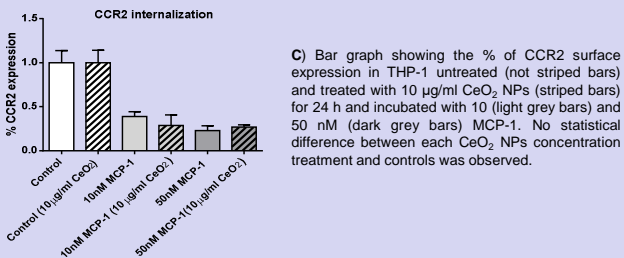 CCR2 internalization
% CCR2 expression
1.5
1.0
0.5
0.0
Control
Control (10µg/ml CeO2)
10nM MCP-1
10nM MCP-1 (10 µg/ml CeO2)
50nM MCP-1
50nM MCP-1(10µg/ml CeO2)
C) Bar graph showing the % of CCR2 surface
expression in THP-1 untreated (not striped bars)
and treated with 10 µg/ml CeO₂ NPs (striped bars)
for 24 h and incubated with 10 (light grey bars) and
50 nM (dark grey bars) MCP-1. No statistical
difference between each CeO₂ NPs concentration
treatment and controls was observed.